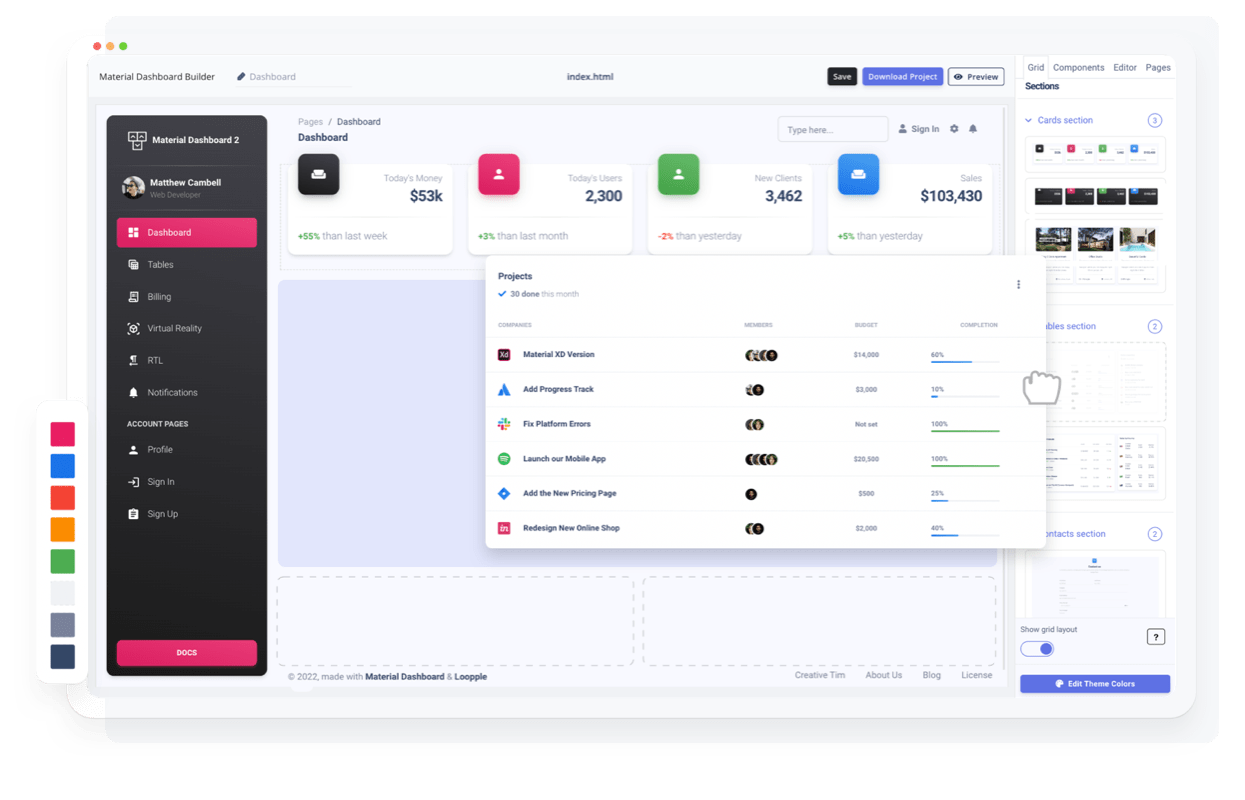 Material Dashboard Builder
Dashboard
index.html
Save
Download Project
Preview
Grid
Components
Editor
Pages
Sections
Material Dashboard 2
Matthew Cambell
Web Developer
Dashboard
Tables
Billing
Virtual Reality
RTL
Notifications
ACCOUNT PAGES
Profile
Sign In
Sign Up
DOCS
Pages / Dashboard
Dashboard
Type here...
Sign In
Today's Money
$53k
+55% than last week
Today's Users
2,300
+3% than last month
New Clients
3,462
-2% than yesterday
Sales
$103,430
+5% than yesterday
Projects
30 done this month
COMPANIES MEMBERS BUDGET COMPLETION
Xd Material XD Version $14,000 60%
Add Progress Track $3,000 10%
Fix Platform Errors Not set 100%
Launch our Mobile App $20,500 100%
Add the New Pricing Page $500 25%
in Redesign New Online Shop $2,000 40%
© 2022, made with Material Dashboard & Loopple
Creative Tim
About Us
Blog
License
Cards section
3
bles section
2
ontacts section
2
Show grid layout
?
Edit Theme Colors